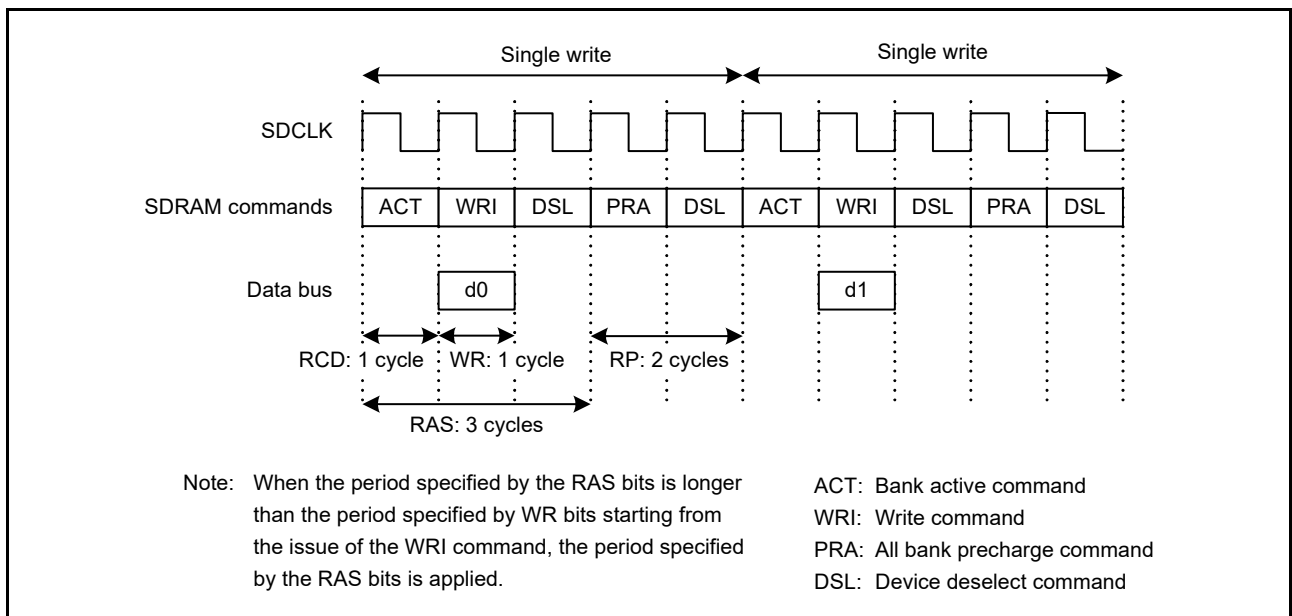 Single write Single write
SDCLK
SDRAM commands ACT WRI DSL PRA DSL ACT WRI DSL PRA DSL
Data bus d0 d1
RCD: 1 cycle WR: 1 cycle RP: 2 cycles
RAS: 3 cycles
Note: When the period specified by the RAS bits is longer
than the period specified by WR bits starting from
the issue of the WRI command, the period specified
by the RAS bits is applied.
ACT: Bank active command
WRI: Write command
PRA: All bank precharge command
DSL: Device deselect command